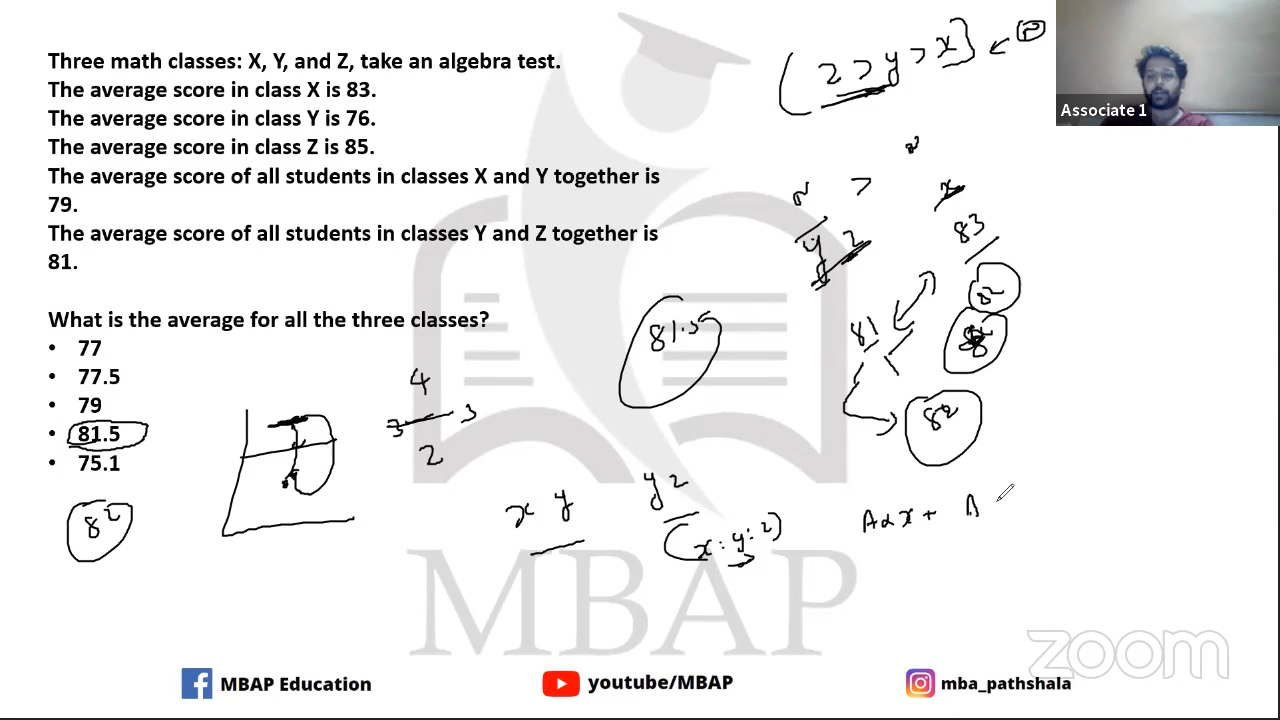 Three math classes: X, Y, and Z, take an algebra test.
The average score in class X is 83.
The average score in class Y is 76.
The average score in class Z is 85.
The average score of all students in classes X and Y together is
79.
The average score of all students in classes Y and Z together is
81.
What is the average for all the three classes?
• 77
• 77.5
• 79
• 81.5
• 75.1
82
4
3 3
2
81.5
x y
y z
(x : y : z)
z > y > x
P
Associate 1
>
x
y z
83
81
82
MBAP
zoom
MBAP Education
youtube/MBAP
mba_pathshala